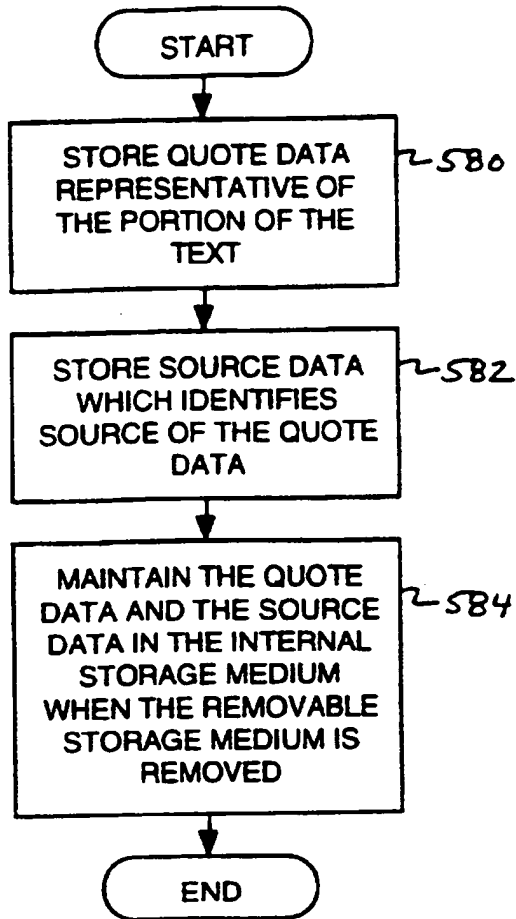 START
STORE QUOTE DATA
REPRESENTATIVE OF
THE PORTION OF THE
TEXT
580
STORE SOURCE DATA
WHICH IDENTIFIES
SOURCE OF THE QUOTE
DATA
582
MAINTAIN THE QUOTE
DATA AND THE SOURCE
DATA IN THE INTERNAL
STORAGE MEDIUM
WHEN THE REMOVABLE
STORAGE MEDIUM IS
REMOVED
584
END